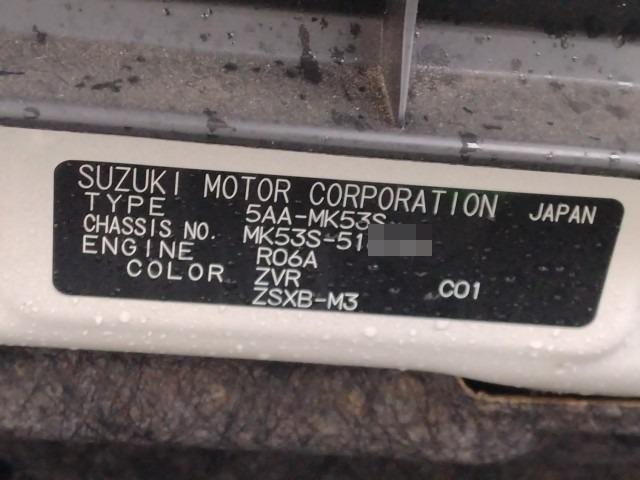 SUZUKI MOTOR CORPORATION JAPAN
TYPE 5AA-MK53S
CHASSIS NO. MK53S-51
ENGINE R06A
COLOR ZVR C01
ZSXB-M3